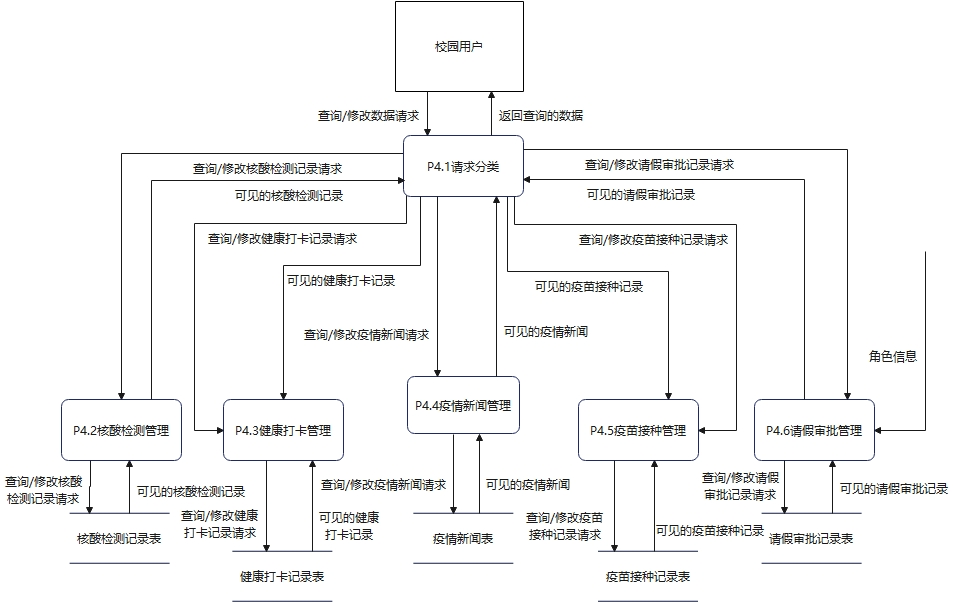 校园用户
查询/修改数据请求
返回查询的数据
P4.1请求分类
查询/修改核酸检测记录请求
查询/修改请假审批记录请求
可见的核酸检测记录
可见的请假审批记录
查询/修改健康打卡记录请求
查询/修改疫苗接种记录请求
可见的健康打卡记录
可见的疫苗接种记录
查询/修改疫情新闻请求
可见的疫情新闻
角色信息
P4.2核酸检测管理
P4.3健康打卡管理
P4.4疫情新闻管理
P4.5疫苗接种管理
P4.6请假审批管理
查询/修改核酸
检测记录请求
可见的核酸检测记录
查询/修改健康
打卡记录请求
可见的健康
打卡记录
查询/修改疫情新闻请求
可见的疫情新闻
查询/修改疫苗
接种记录请求
可见的疫苗接种记录
查询/修改请假
审批记录请求
可见的请假审批记录
核酸检测记录表
健康打卡记录表
疫情新闻表
疫苗接种记录表
请假审批记录表